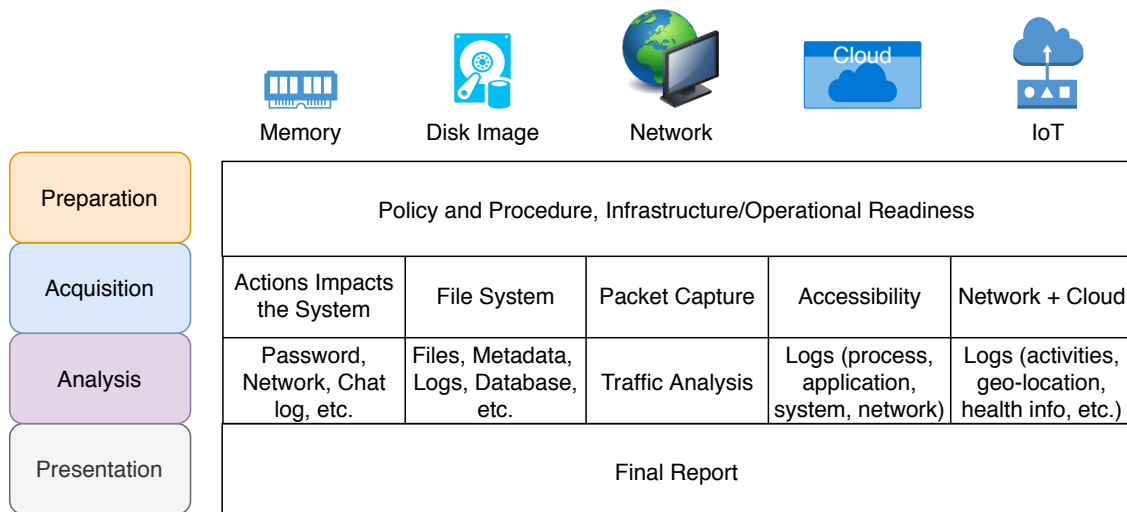 Cloud
Memory
Disk Image
Network
IoT
Preparation
Policy and Procedure, Infrastructure/Operational Readiness
Acquisition
Actions Impacts
the System
File System
Packet Capture
Accessibility
Network + Cloud
Analysis
Password,
Network, Chat
log, etc.
Files, Metadata,
Logs, Database,
etc.
Traffic Analysis
Logs (process,
application,
system, network)
Logs (activities,
geo-location,
health info, etc.)
Presentation
Final Report